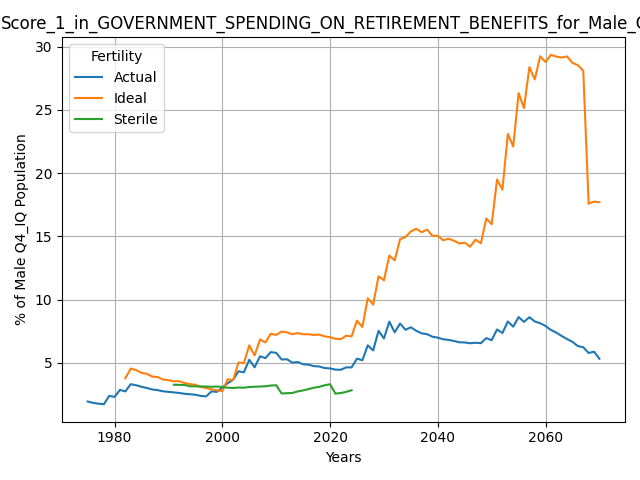 Score_1_in_GOVERNMENT_SPENDING_ON_RETIREMENT_BENEFITS_for_Male_
Fertility
Actual
Ideal
Sterile
% of Male Q4_IQ Population
30
25
20
15
10
5
1980 2000 2020 2040 2060
Years